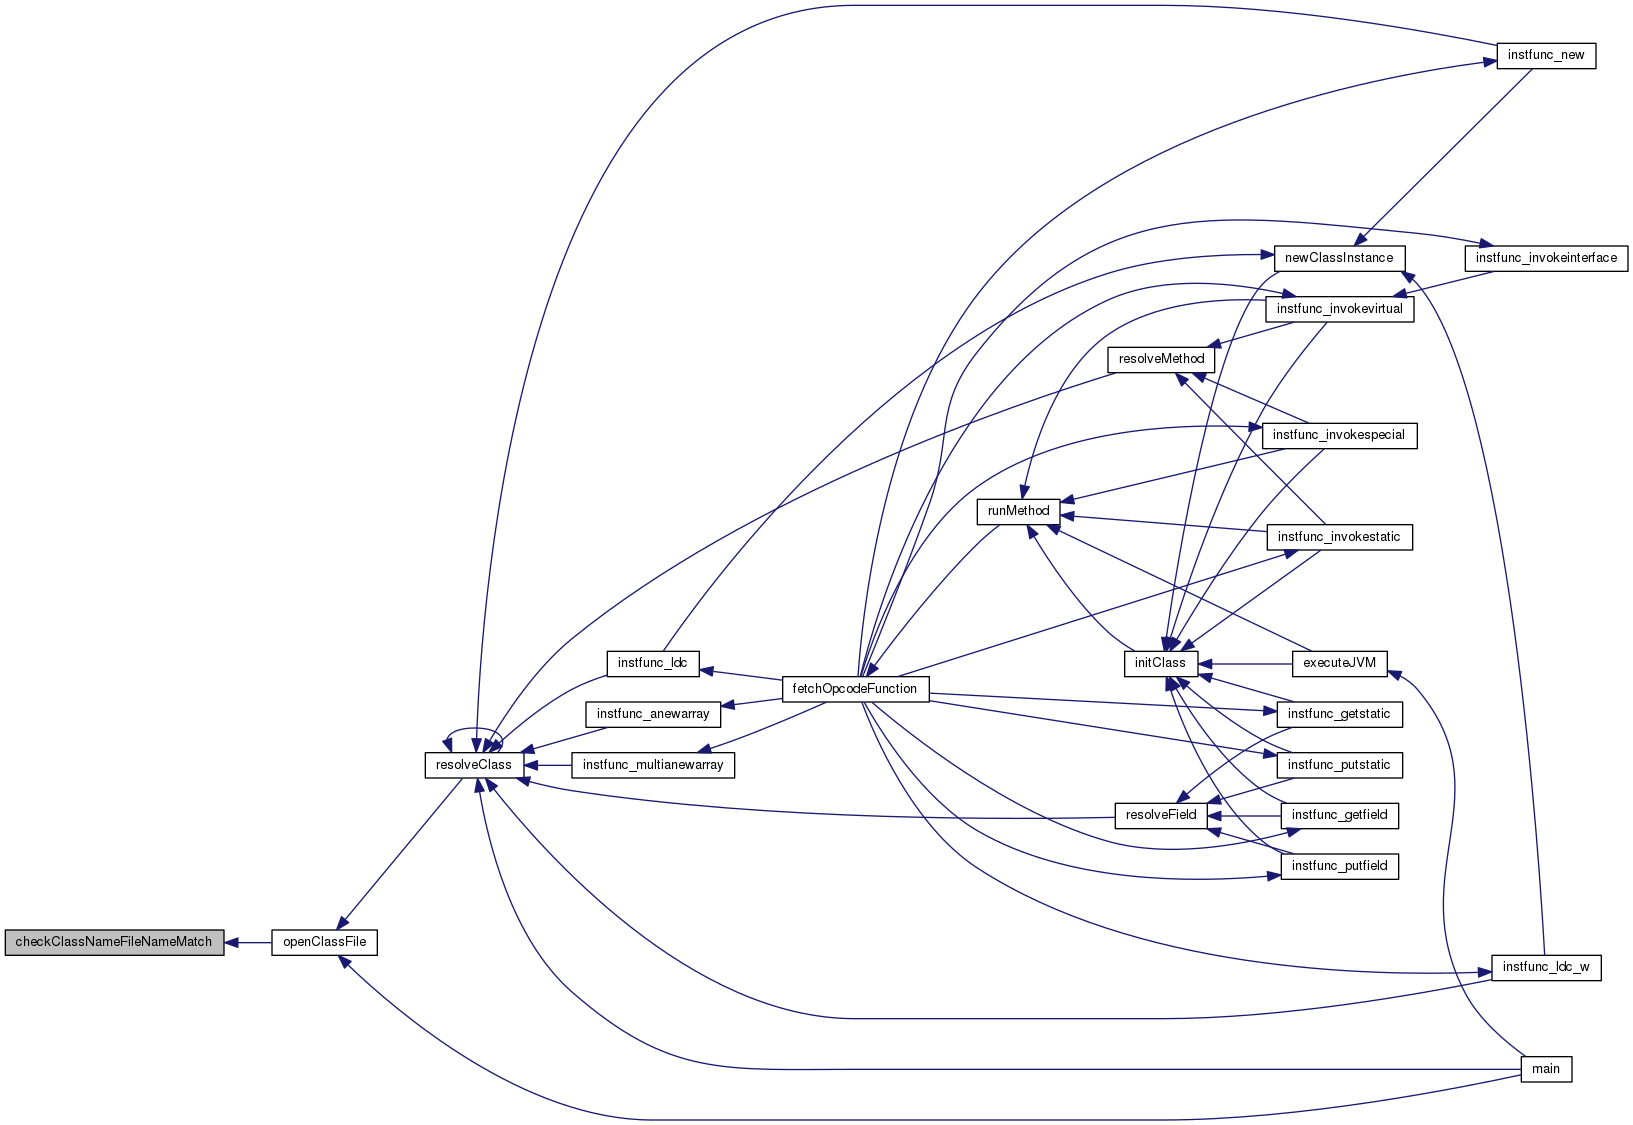 instfunc_new
newClassInstance
instfunc_invokeinterface
instfunc_invokevirtual
resolveMethod
instfunc_invokespecial
runMethod
instfunc_invokestatic
instfunc_ldc
initClass
executeJVM
fetchOpcodeFunction
instfunc_anewarray
instfunc_getstatic
resolveClass
instfunc_multianewarray
instfunc_putstatic
resolveField
instfunc_getfield
instfunc_putfield
checkClassNameFileNameMatch
openClassFile
instfunc_ldc_w
main